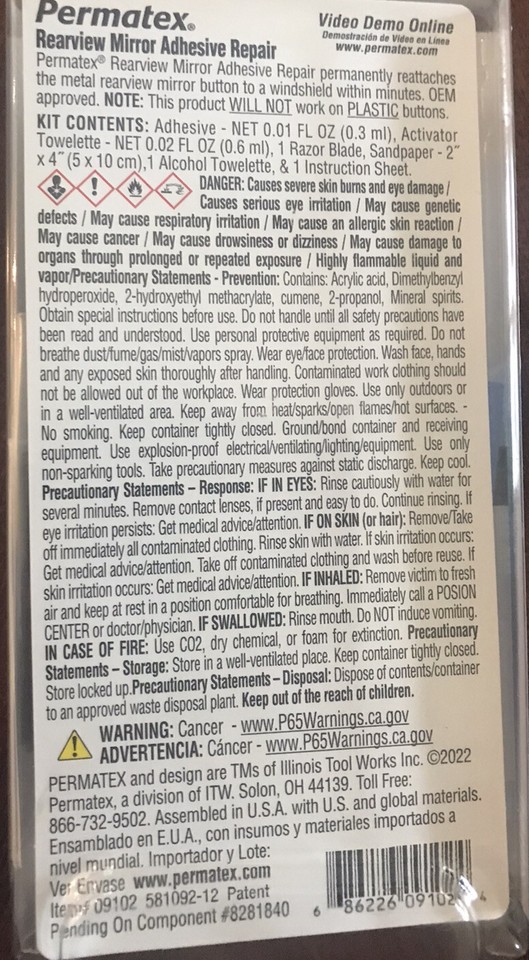 Permatex®
Video Demo Online
Demostración de Video en Línea
www.permatex.com
Rearview Mirror Adhesive Repair
Permatex® Rearview Mirror Adhesive Repair permanently reattaches
the metal rearview mirror button to a windshield within minutes. OEM
approved. NOTE: This product WILL NOT work on PLASTIC buttons.
KIT CONTENTS: Adhesive - NET 0.01 FL OZ (0.3 ml), Activator
Towelette - NET 0.02 FL OZ (0.6 ml), 1 Razor Blade, Sandpaper - 2"
x 4" (5 x 10 cm),1 Alcohol Towelette, & 1 Instruction Sheet.
DANGER: Causes severe skin burns and eye damage /
Causes serious eye irritation / May cause genetic
defects / May cause respiratory irritation / May cause an allergic skin reaction /
May cause cancer / May cause drowsiness or dizziness / May cause damage to
organs through prolonged or repeated exposure / Highly flammable liquid and
vapor/Precautionary Statements - Prevention: Contains: Acrylic acid, Dimethylbenzyl
hydroperoxide, 2-hydroxyethyl methacrylate, cumene, 2-propanol, Mineral spirits.
Obtain special instructions before use. Do not handle until all safety precautions have
been read and understood. Use personal protective equipment as required. Do not
breathe dust/fume/gas/mist/vapors spray. Wear eye/face protection. Wash face, hands
and any exposed skin thoroughly after handling. Contaminated work clothing should
not be allowed out of the workplace. Wear protection gloves. Use only outdoors or
in a well-ventilated area. Keep away from heat/sparks/open flames/hot surfaces. -
No smoking. Keep container tightly closed. Ground/bond container and receiving
equipment. Use explosion-proof electrical/ventilating/lighting/equipment. Use only
non-sparking tools. Take precautionary measures against static discharge. Keep cool.
Precautionary Statements – Response: IF IN EYES: Rinse cautiously with water for
several minutes. Remove contact lenses, if present and easy to do. Continue rinsing. If
eye irritation persists: Get medical advice/attention. IF ON SKIN (or hair): Remove/Take
off immediately all contaminated clothing. Rinse skin with water. If skin irritation occurs:
Get medical advice/attention. Take off contaminated clothing and wash before reuse. If
skin irritation occurs: Get medical advice/attention. IF INHALED: Remove victim to fresh
air and keep at rest in a position comfortable for breathing. Immediately call a POSION
CENTER or doctor/physician. IF SWALLOWED: Rinse mouth. Do NOT induce vomiting.
IN CASE OF FIRE: Use CO2, dry chemical, or foam for extinction. Precautionary
Statements – Storage: Store in a well-ventilated place. Keep container tightly closed.
Store locked up.Precautionary Statements – Disposal: Dispose of contents/container
to an approved waste disposal plant. Keep out of the reach of children.
WARNING: Cancer - www.P65Warnings.ca.gov
ADVERTENCIA: Cáncer - www.P65Warnings.ca.gov
PERMATEX and design are TMs of Illinois Tool Works Inc. ©2022
Permatex, a division of ITW. Solon, OH 44139. Toll Free:
866-732-9502. Assembled in U.S.A. with U.S. and global materials.
Ensamblado en E.U.A., con insumos y materiales importados a
nivel mundial. Importador y Lote:
Ver Envase www.permatex.com
Item# 09102 581092-12 Patent
Pending On Component #8281840
6 86226 09102 4